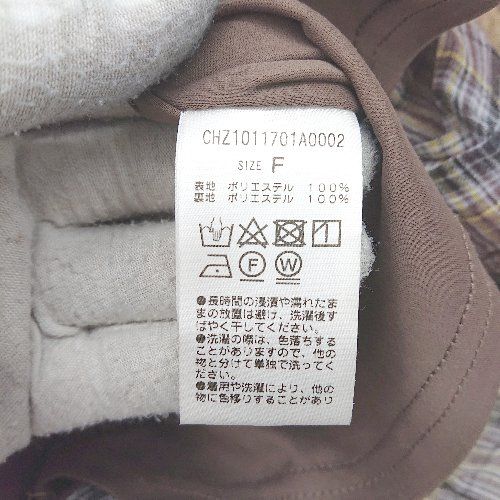 CHZ1011701A0002
SIZE F
表地 ポリエステル 100%
裏地 ポリエステル 100%
F W
●長時間の浸漬や濡れたま
まの放置は避け、洗濯後す
ばやく干してください。
●洗濯の際は、色落ちする
ことがありますので、他の
物と分けて単独で洗ってく
ください。
●着用や洗濯により、他の
物に色移りすることがあり